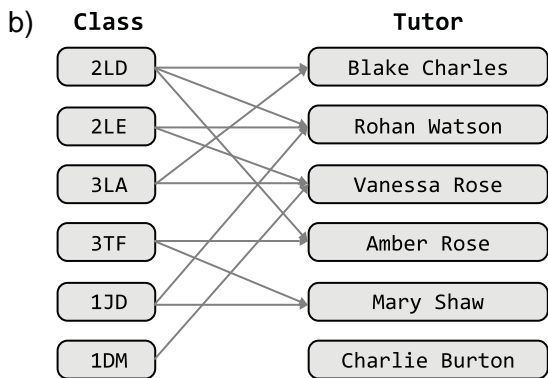 b) Class Tutor
2LD Blake Charles
2LE Rohan Watson
3LA Vanessa Rose
3TF Amber Rose
1JD Mary Shaw
1DM Charlie Burton